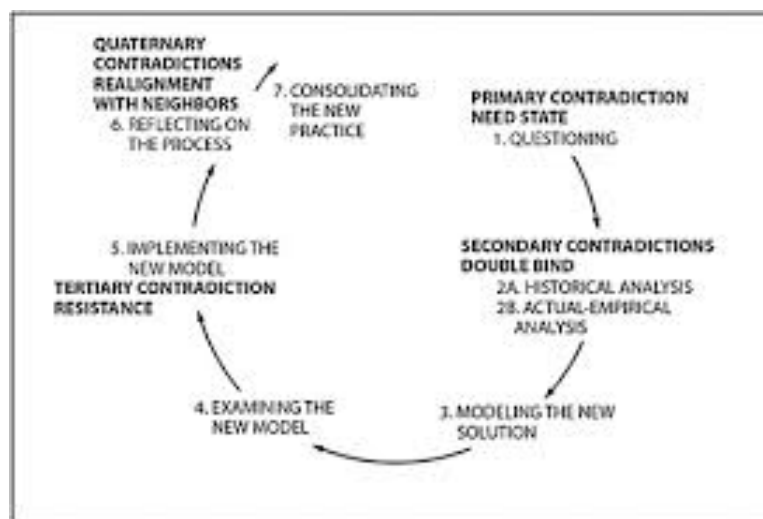 PRIMARY CONTRADICTION
NEED STATE
1. QUESTIONING
SECONDARY CONTRADICTIONS
DOUBLE BIND
2A. HISTORICAL ANALYSIS
2B. ACTUAL-EMPIRICAL
ANALYSIS
3. MODELING THE NEW
SOLUTION
4. EXAMINING THE
NEW MODEL
5. IMPLEMENTING THE
NEW MODEL
TERTIARY CONTRADICTION
RESISTANCE
QUATERNARY
CONTRADICTIONS
REALIGNMENT
WITH NEIGHBORS
6. REFLECTING ON
THE PROCESS
7. CONSOLIDATING
THE NEW
PRACTICE